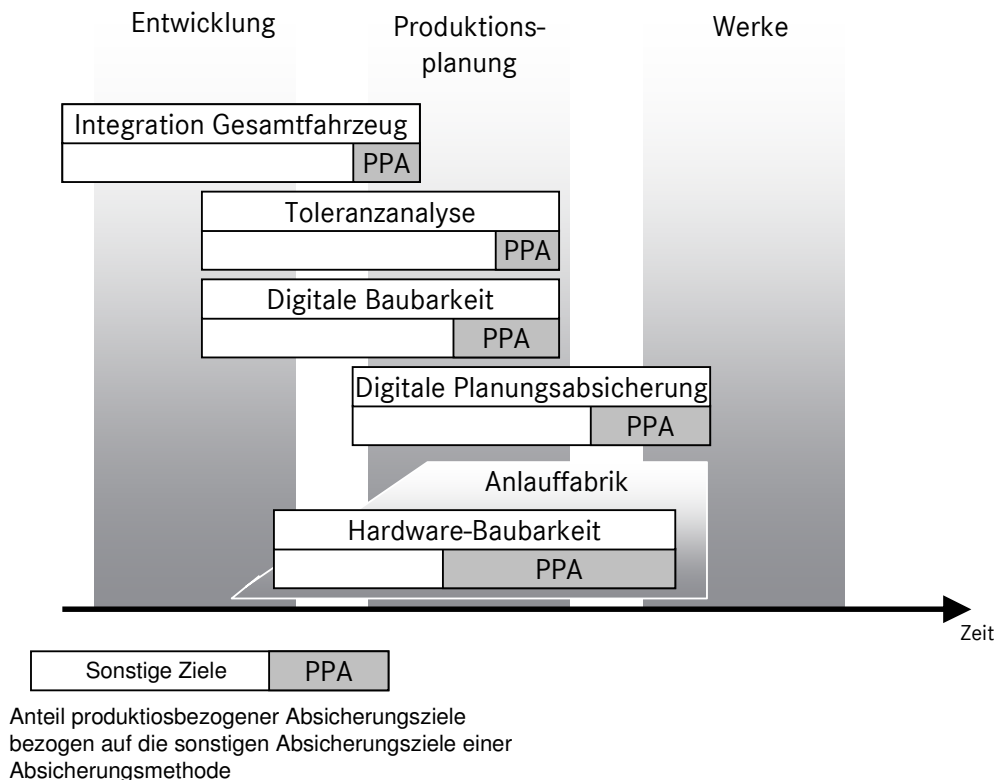 Entwicklung
Produktions-
planung
Werke
Integration Gesamtfahrzeug
PPA
Toleranzanalyse
PPA
Digitale Baubarkeit
PPA
Digitale Planungsabsicherung
PPA
Anlauffabrik
Hardware-Baubarkeit
PPA
Zeit
Sonstige Ziele
PPA
Anteil produktiosbezogener Absicherungsziele
bezogen auf die sonstigen Absicherungsziele einer
Absicherungsmethode